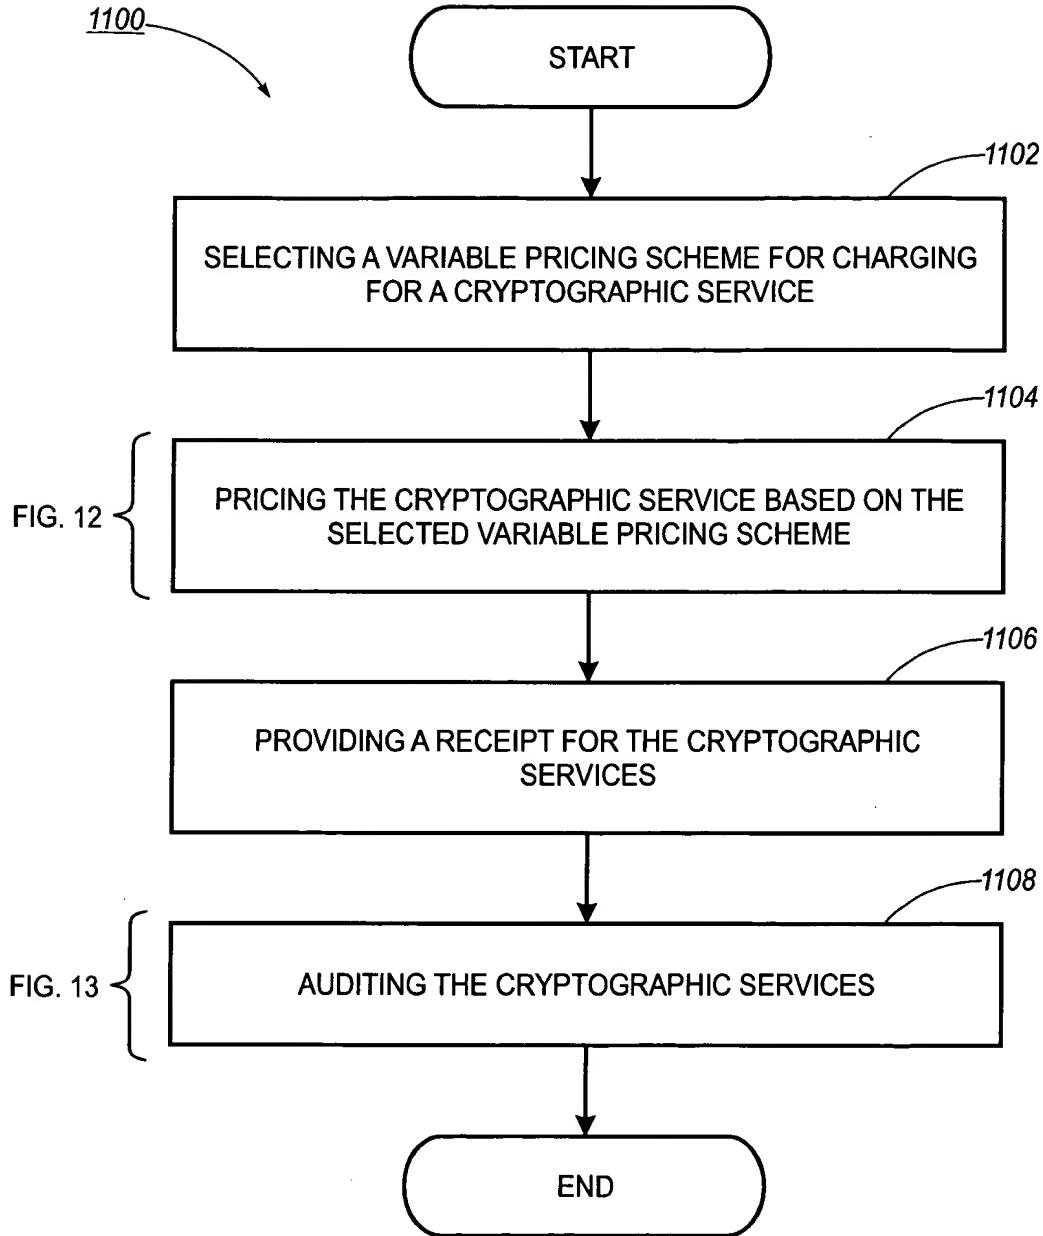 1100
START
1102
SELECTING A VARIABLE PRICING SCHEME FOR CHARGING
FOR A CRYPTOGRAPHIC SERVICE
1104
FIG. 12
PRICING THE CRYPTOGRAPHIC SERVICE BASED ON THE
SELECTED VARIABLE PRICING SCHEME
1106
PROVIDING A RECEIPT FOR THE CRYPTOGRAPHIC
SERVICES
1108
FIG. 13
AUDITING THE CRYPTOGRAPHIC SERVICES
END